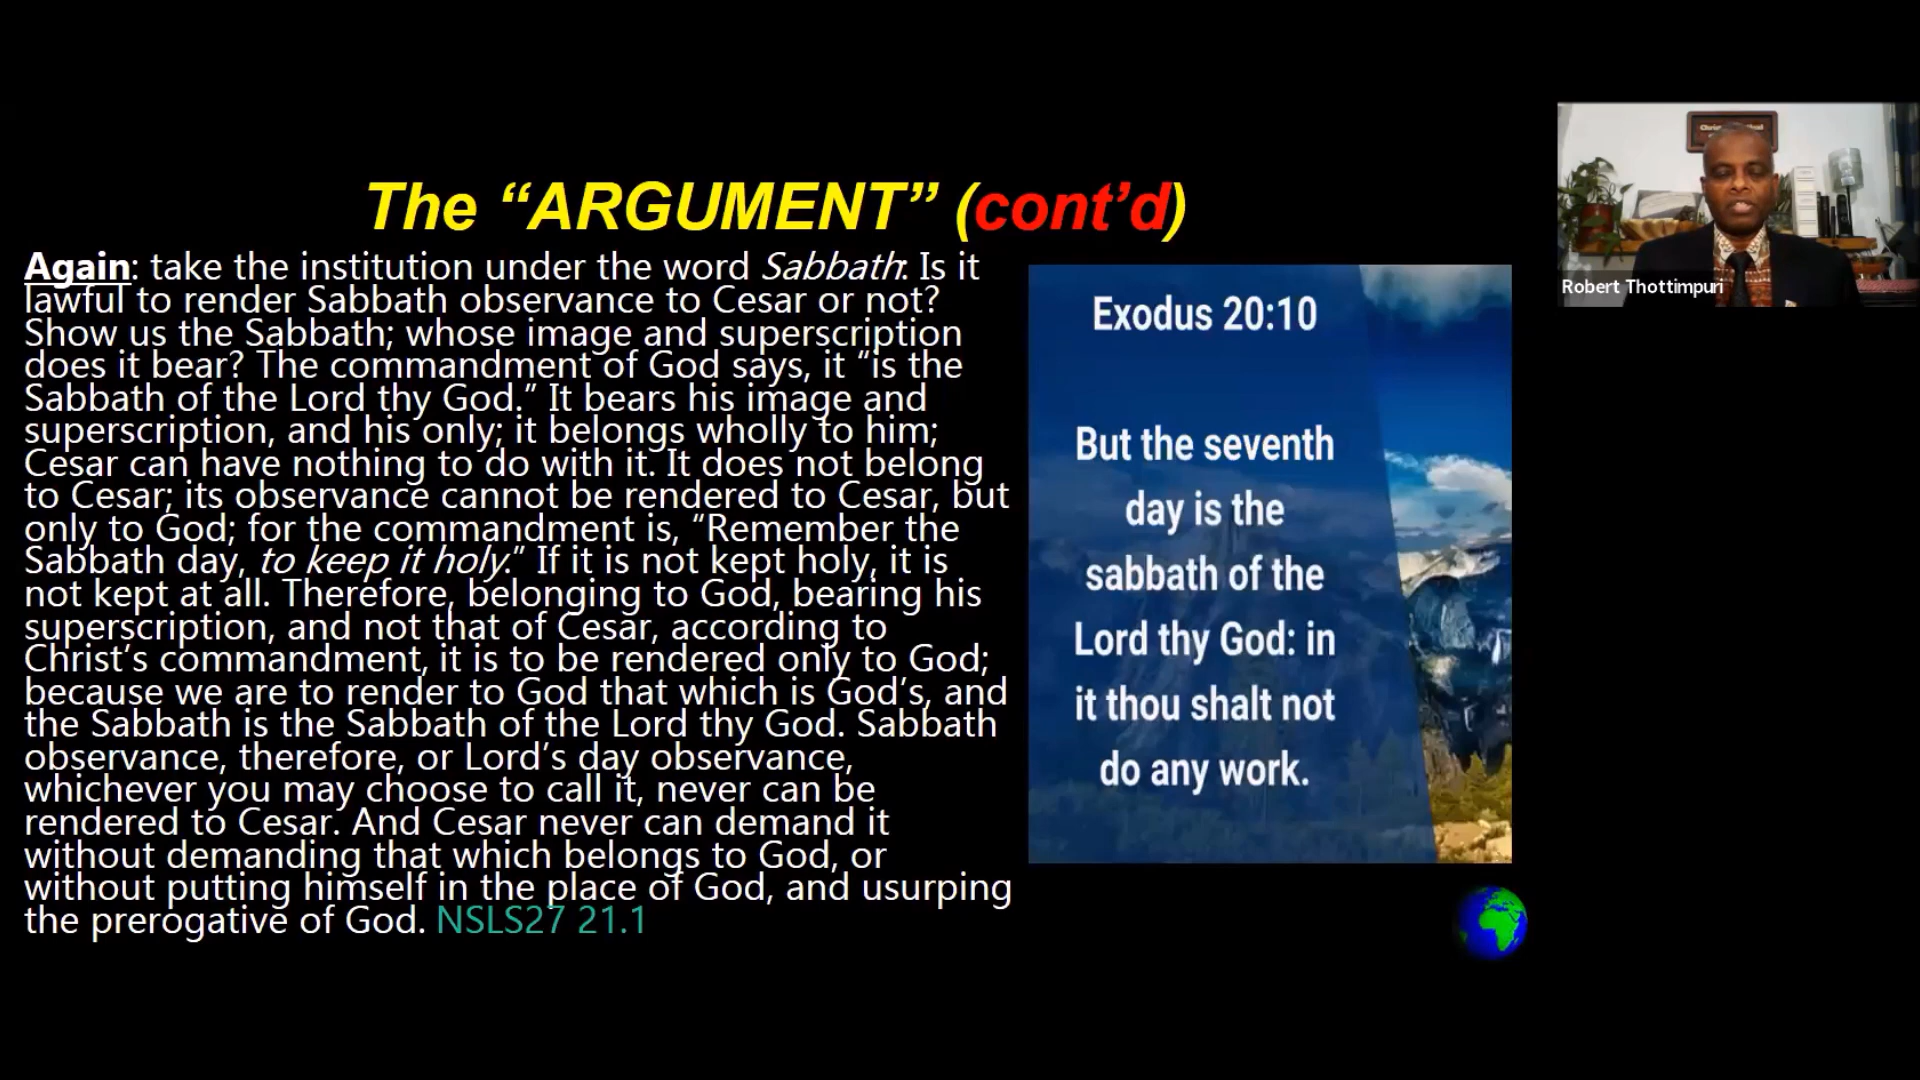 The “ARGUMENT” (cont’d)
Again: take the institution under the word Sabbath: Is it
lawful to render Sabbath observance to Cesar or not?
Show us the Sabbath; whose image and superscription
does it bear? The commandment of God says, it “is the
Sabbath of the Lord thy God.” It bears his image and
superscription, and his only; it belongs wholly to him;
Cesar can have nothing to do with it. It does not belong
to Cesar; its observance cannot be rendered to Cesar, but
only to God; for the commandment is, “Remember the
Sabbath day, to keep it holy.” If it is not kept holy, it is
not kept at all. Therefore, belonging to God, bearing his
superscription, and not that of Cesar, according to
Christ’s commandment, it is to be rendered only to God;
because we are to render to God that which is God’s, and
the Sabbath is the Sabbath of the Lord thy God. Sabbath
observance, therefore, or Lord’s day observance,
whichever you may choose to call it, never can be
rendered to Cesar. And Cesar never can demand it
without demanding that which belongs to God, or
without putting himself in the place of God, and usurping
the prerogative of God. NSLS27 21.1
Exodus 20:10
But the seventh
day is the
sabbath of the
Lord thy God: in
it thou shalt not
do any work.
Robert Thottimpuri